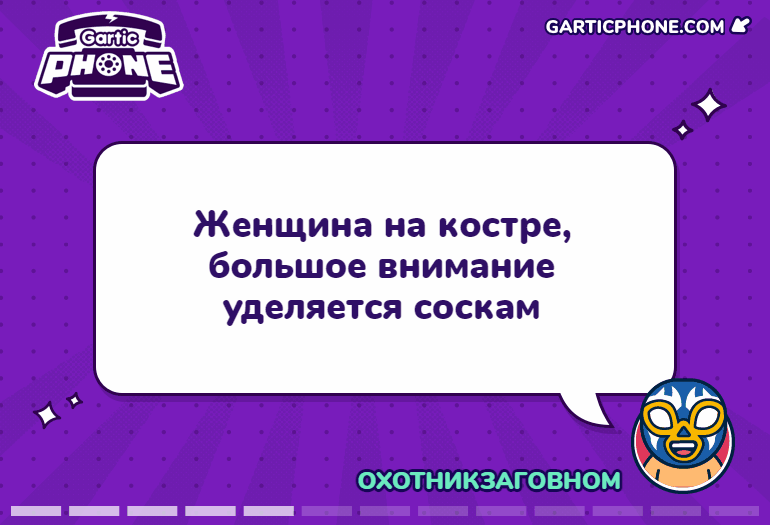 Gartic
PHONE
GARTICPHONE.COM
Женщина на костре,
большое внимание
уделяется соскам
ОХОТНИКЗАГОВНОМ